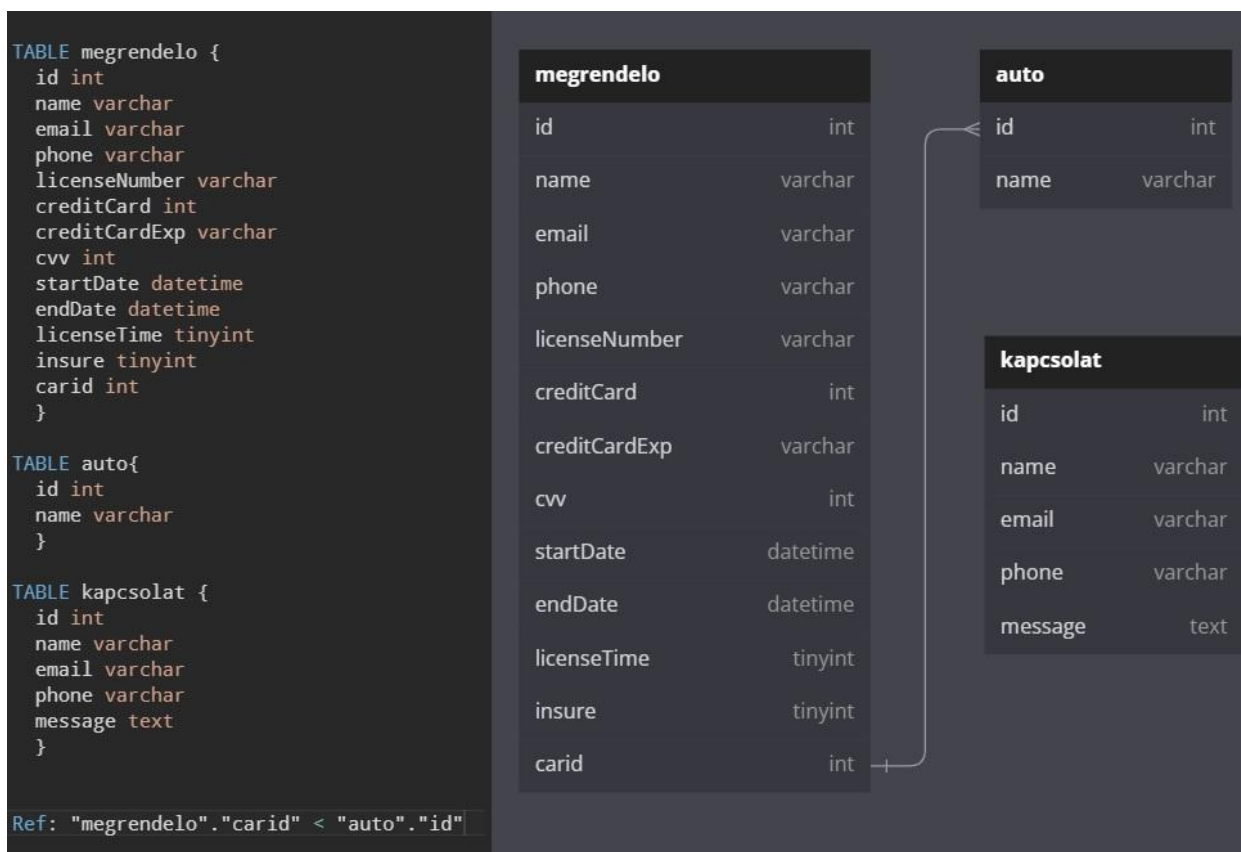 TABLE megrendelo {
id int
name varchar
email varchar
phone varchar
licenseNumber varchar
creditCard int
creditCardExp varchar
cvv int
startDate datetime
endDate datetime
licenseTime tinyint
insure tinyint
carid int
}
TABLE auto{
id int
name varchar
}
TABLE kapcsolat {
id int
name varchar
email varchar
phone varchar
message text
}
Ref: "megrendelo"."carid" < "auto"."id"
megrendelo
id int
name varchar
email varchar
phone varchar
licenseNumber varchar
creditCard int
creditCardExp varchar
cvv int
startDate datetime
endDate datetime
licenseTime tinyint
insure tinyint
carid int
auto
id int
name varchar
kapcsolat
id int
name varchar
email varchar
phone varchar
message text